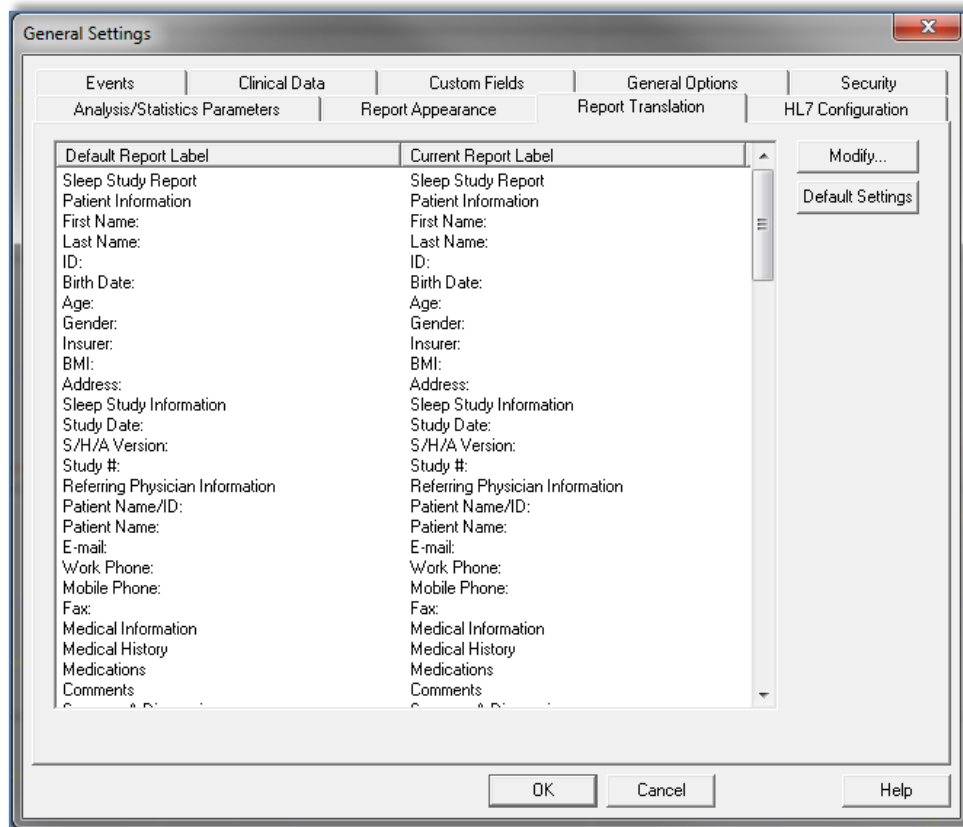 General Settings
Events Clinical Data Custom Fields General Options Security
Analysis/Statistics Parameters Report Appearance Report Translation HL7 Configuration
Default Report Label Current Report Label Modify...
Sleep Study Report Sleep Study Report
Patient Information Patient Information Default Settings
First Name: First Name:
Last Name: Last Name:
ID: ID:
Birth Date: Birth Date:
Age: Age:
Gender: Gender:
Insurer: Insurer:
BMI: BMI:
Address: Address:
Sleep Study Information Sleep Study Information
Study Date: Study Date:
S/H/A Version: S/H/A Version:
Study #: Study #:
Referring Physician Information Referring Physician Information
Patient Name/ID: Patient Name/ID:
Patient Name: Patient Name:
E-mail: E-mail:
Work Phone: Work Phone:
Mobile Phone: Mobile Phone:
Fax: Fax:
Medical Information Medical Information
Medical History Medical History
Medications Medications
Comments Comments
OK Cancel Help